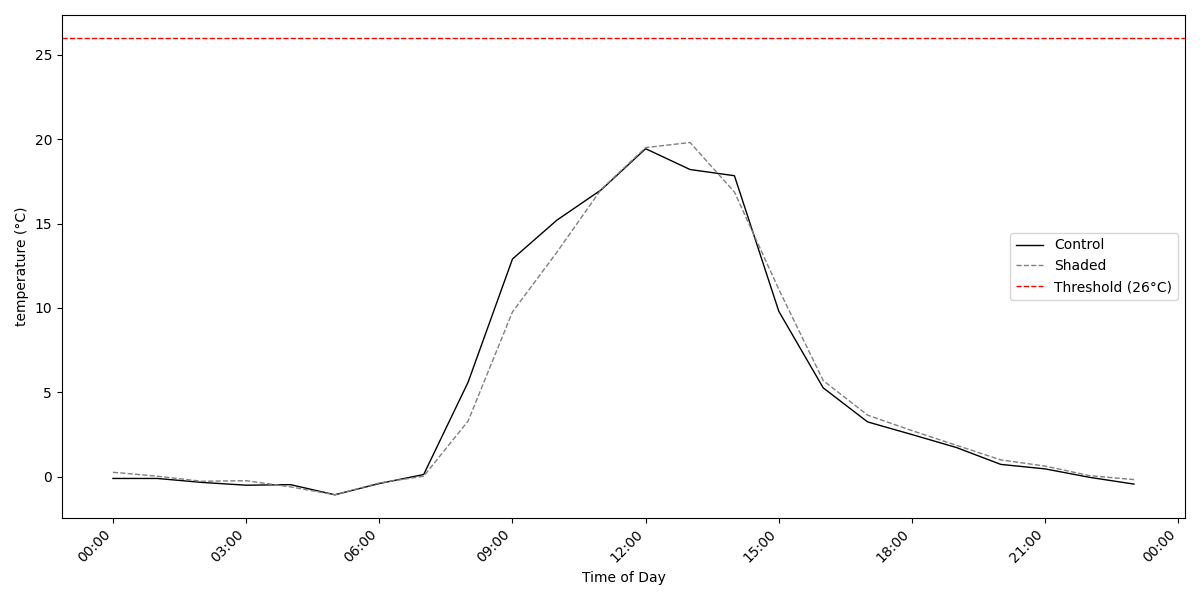 25
20
15
10
5
0
temperature (°C)
Control
Shaded
Threshold (26°C)
00:00 03:00 06:00 09:00 12:00 15:00 18:00 21:00 00:00
Time of Day